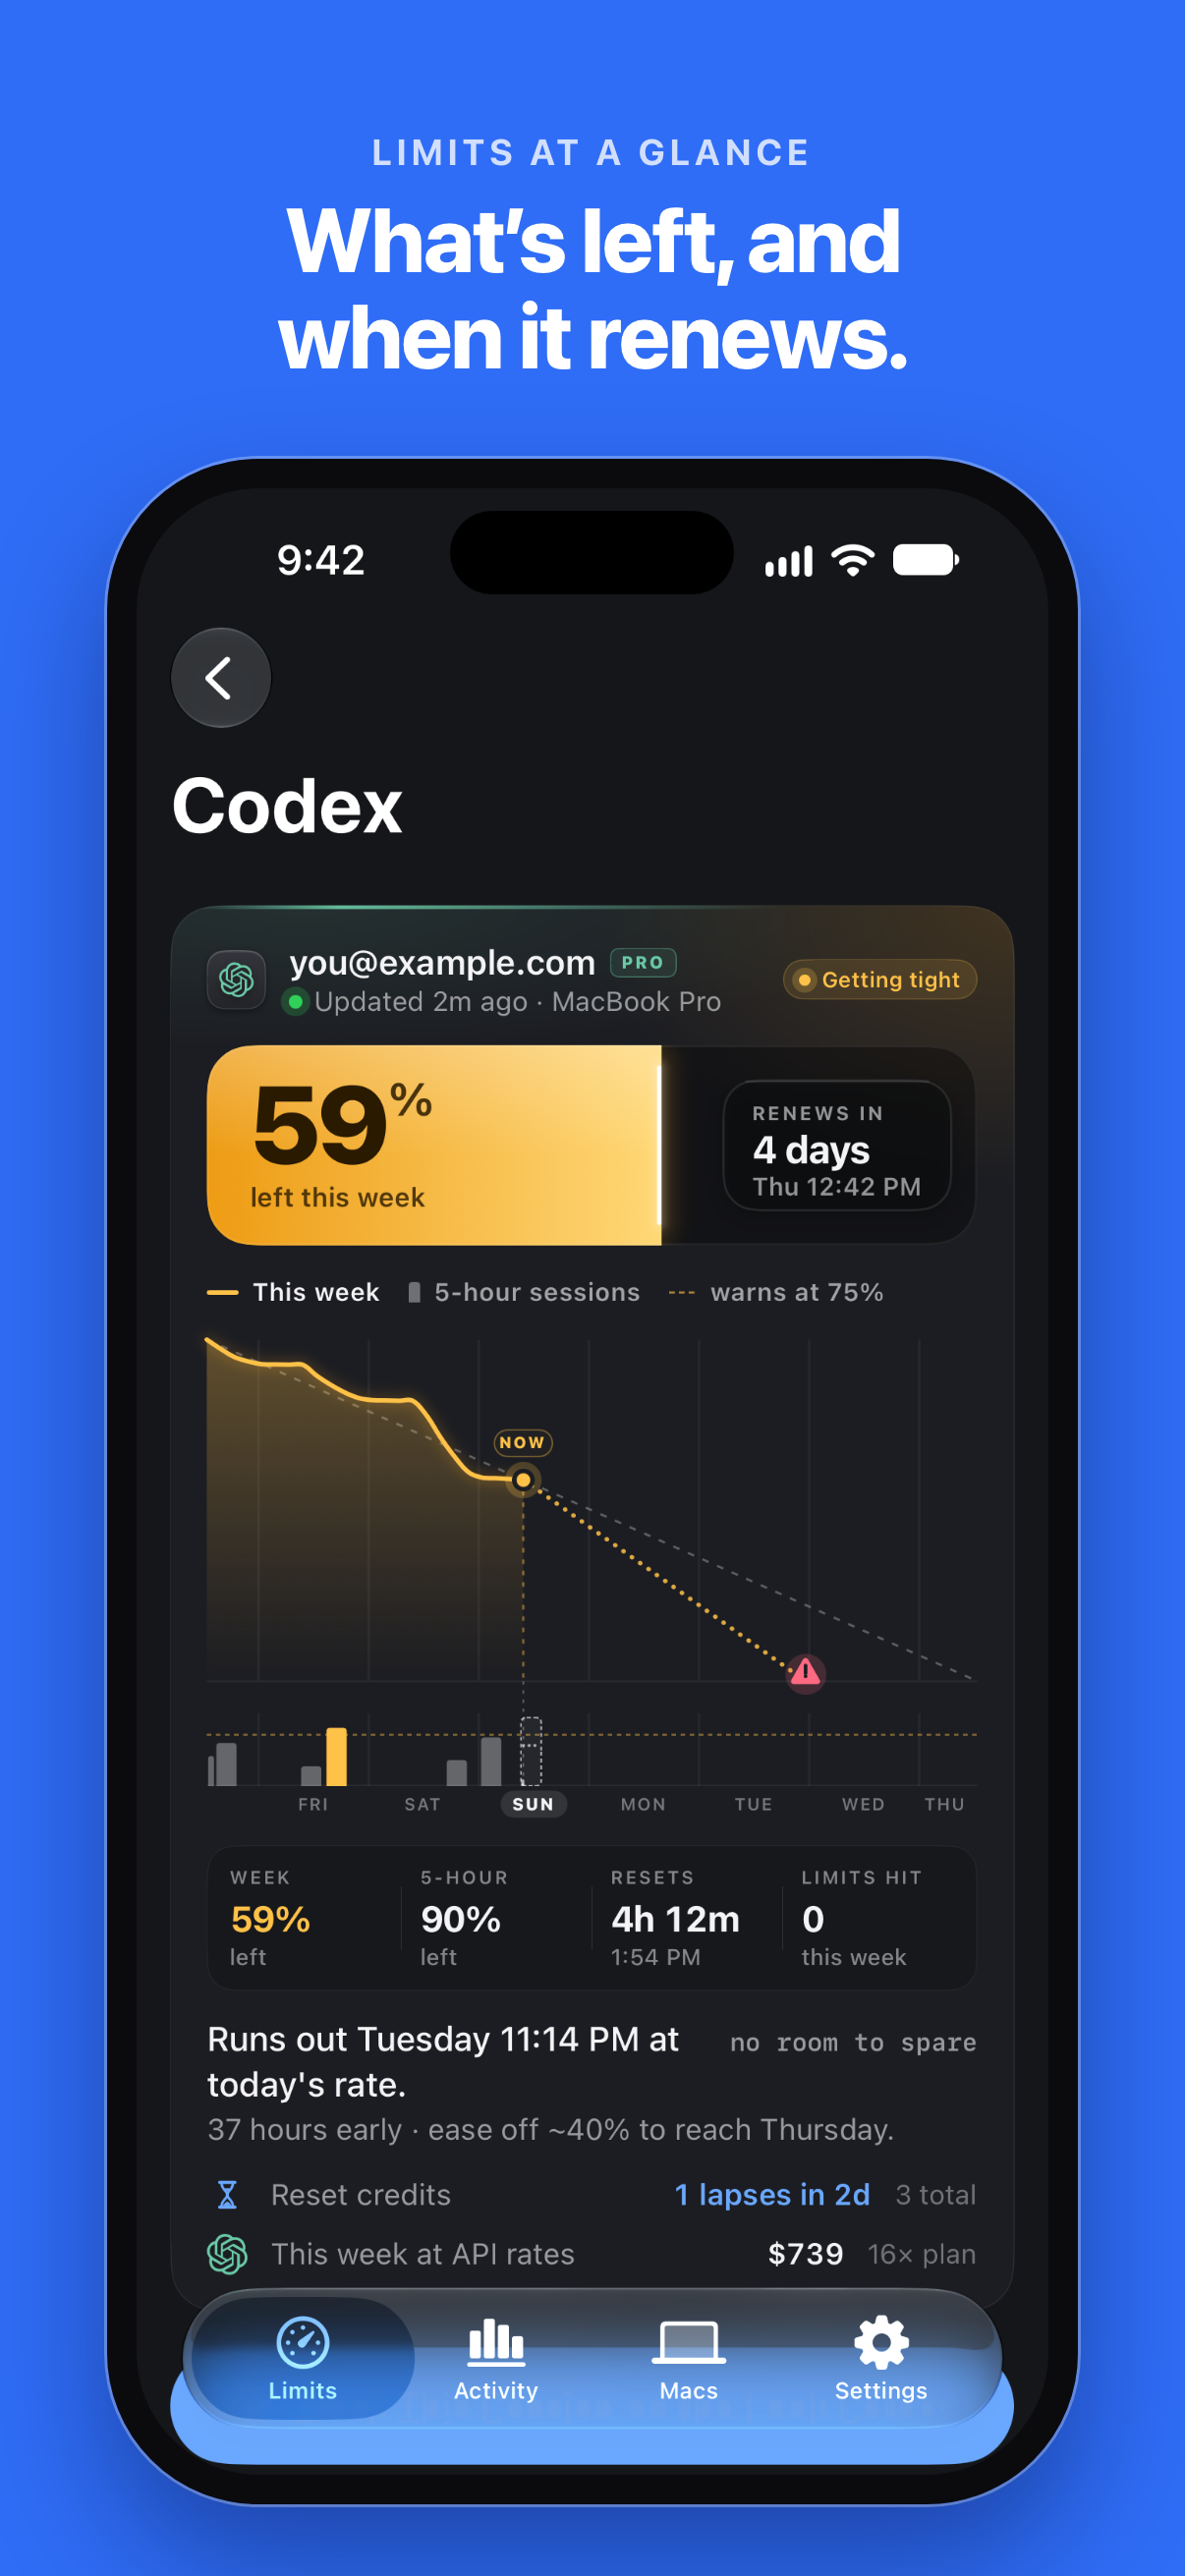 LIMITS AT A GLANCE
What's left, and
when it renews.
9:42
Codex
you@example.com PRO
Updated 2m ago · MacBook Pro
Getting tight
59%
left this week
RENEWS IN
4 days
Thu 12:42 PM
This week 5-hour sessions warns at 75%
NOW
FRI SAT SUN MON TUE WED THU
WEEK 5-HOUR RESETS LIMITS HIT
59% 90% 4h 12m 0
left left 1:54 PM this week
Runs out Tuesday 11:14 PM at no room to spare
today's rate.
37 hours early · ease off ~40% to reach Thursday.
Reset credits 1 lapses in 2d 3 total
This week at API rates $739 16× plan
Limits Activity Macs Settings